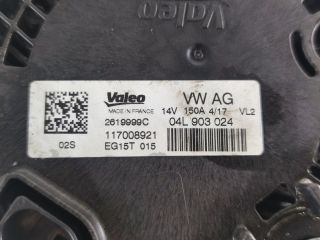 Valeo
Valeo
MADE IN FRANCE
2619999C
117008921
EG15T 015
02S
VW AG
14V 150A 4/17 VL2
04L 903 024